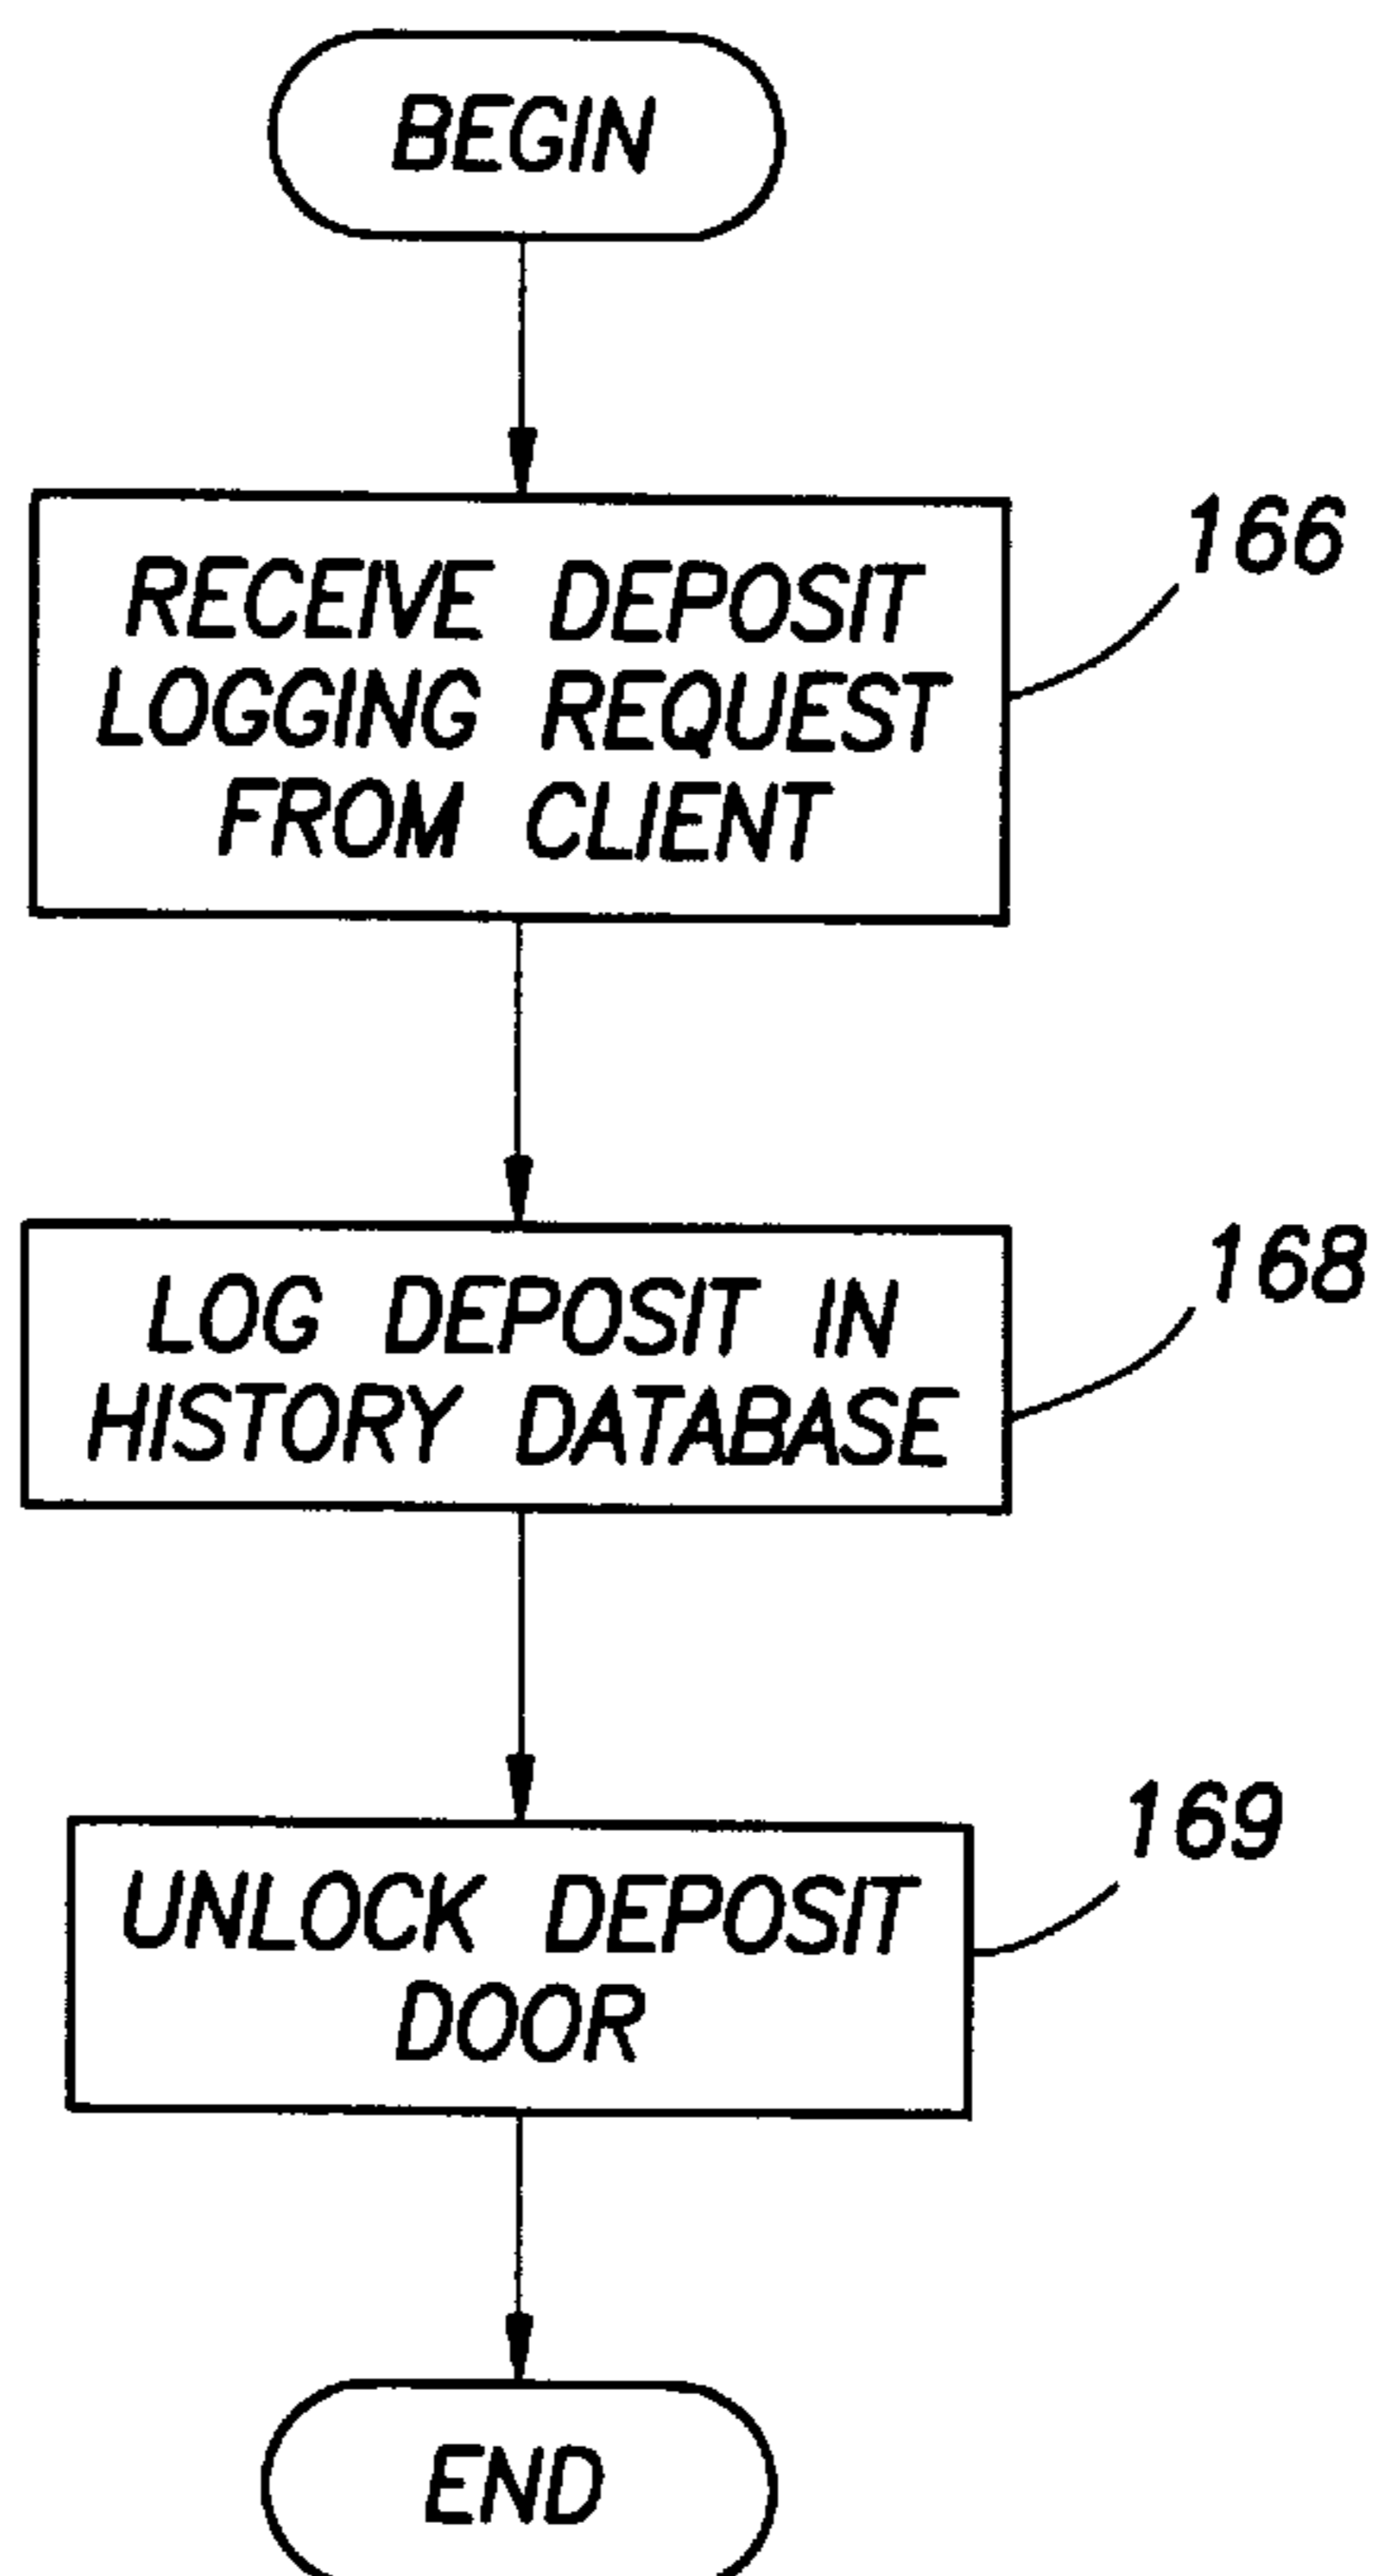 BEGIN
166
RECEIVE DEPOSIT
LOGGING REQUEST
FROM CLIENT
168
LOG DEPOSIT IN
HISTORY DATABASE
169
UNLOCK DEPOSIT
DOOR
END